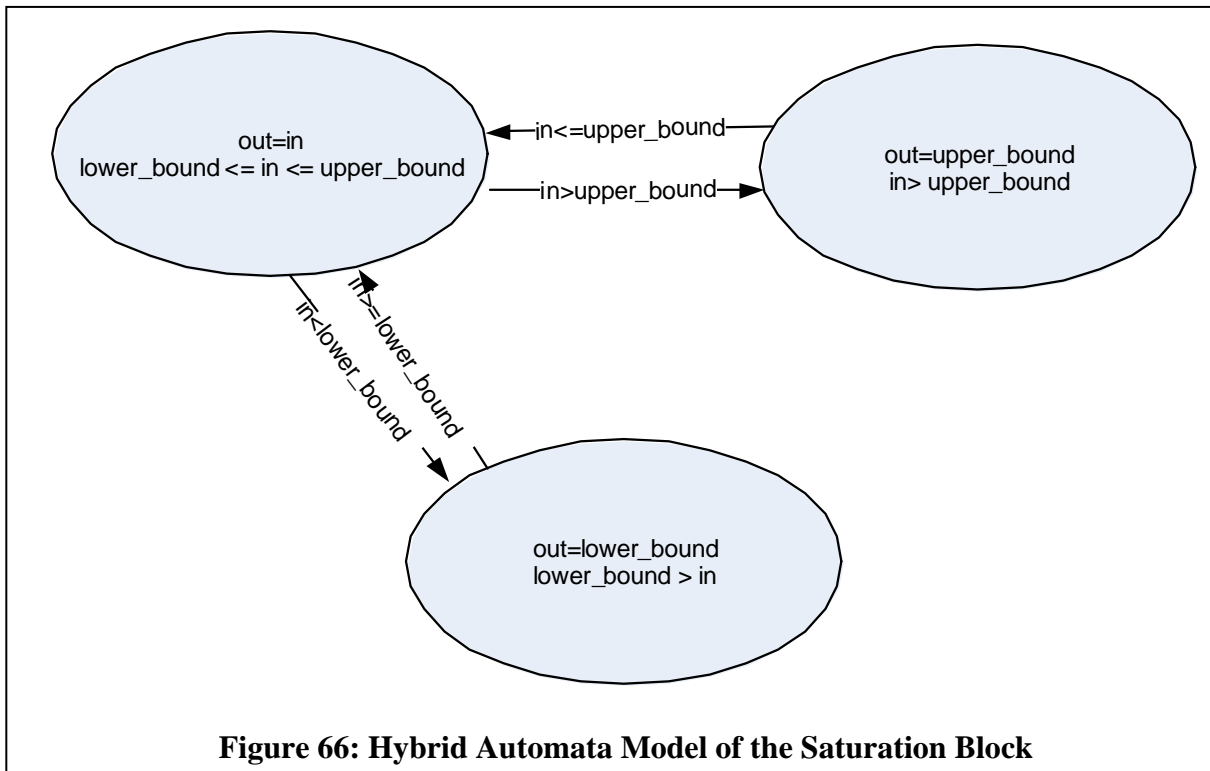 out=in
lower_bound <= in <= upper_bound
in<=upper_bound
in>upper_bound
out=upper_bound
in> upper_bound
in<lower_bound
in>=lower_bound
out=lower_bound
lower_bound > in
Figure 66: Hybrid Automata Model of the Saturation Block